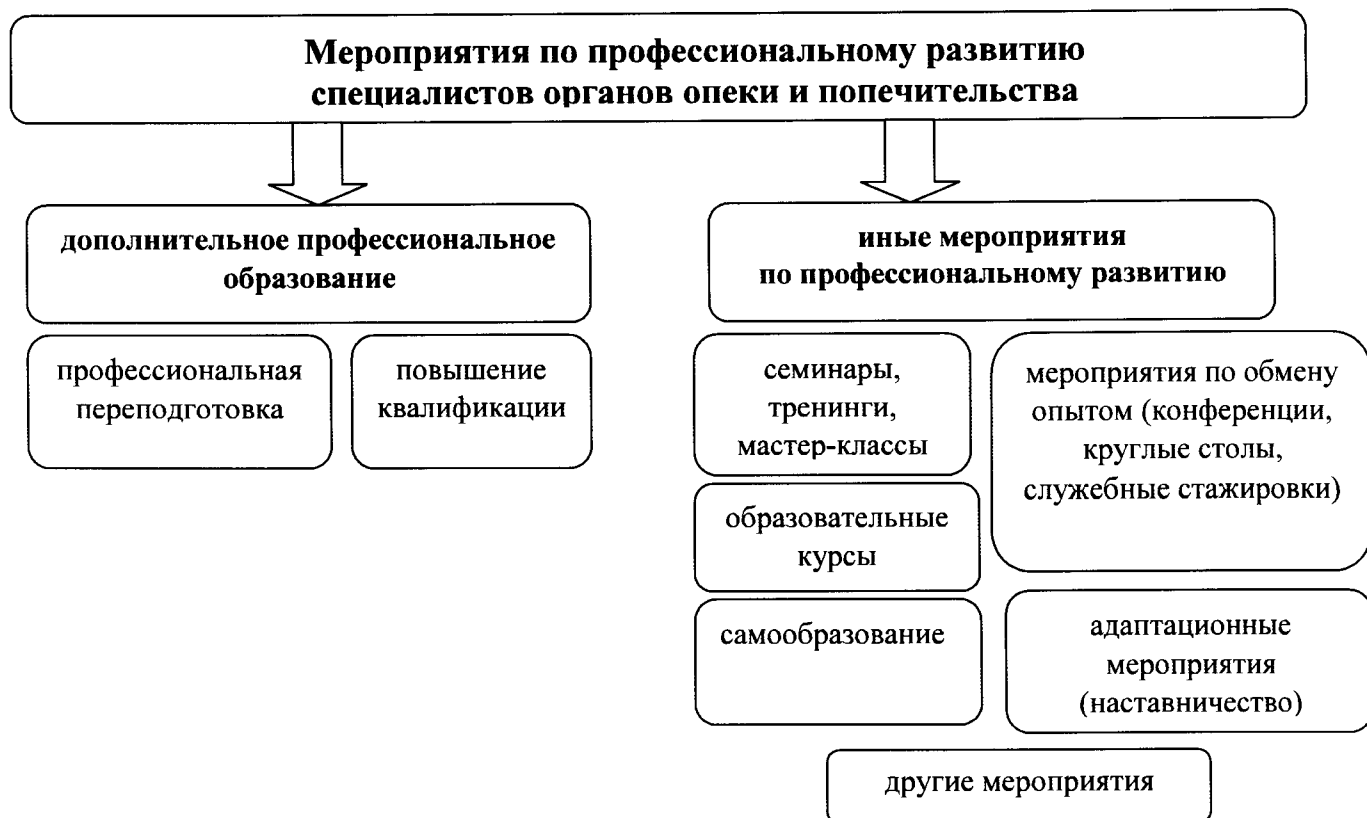 Мероприятия по профессиональному развитию
специалистов органов опеки и попечительства
дополнительное профессиональное
образование
профессиональная
переподготовка
повышение
квалификации
иные мероприятия
по профессиональному развитию
семинары,
тренинги,
мастер-классы
мероприятия по обмену
опытом (конференции,
круглые столы,
служебные стажировки)
образовательные
курсы
самообразование
адаптационные
мероприятия
(наставничество)
другие мероприятия